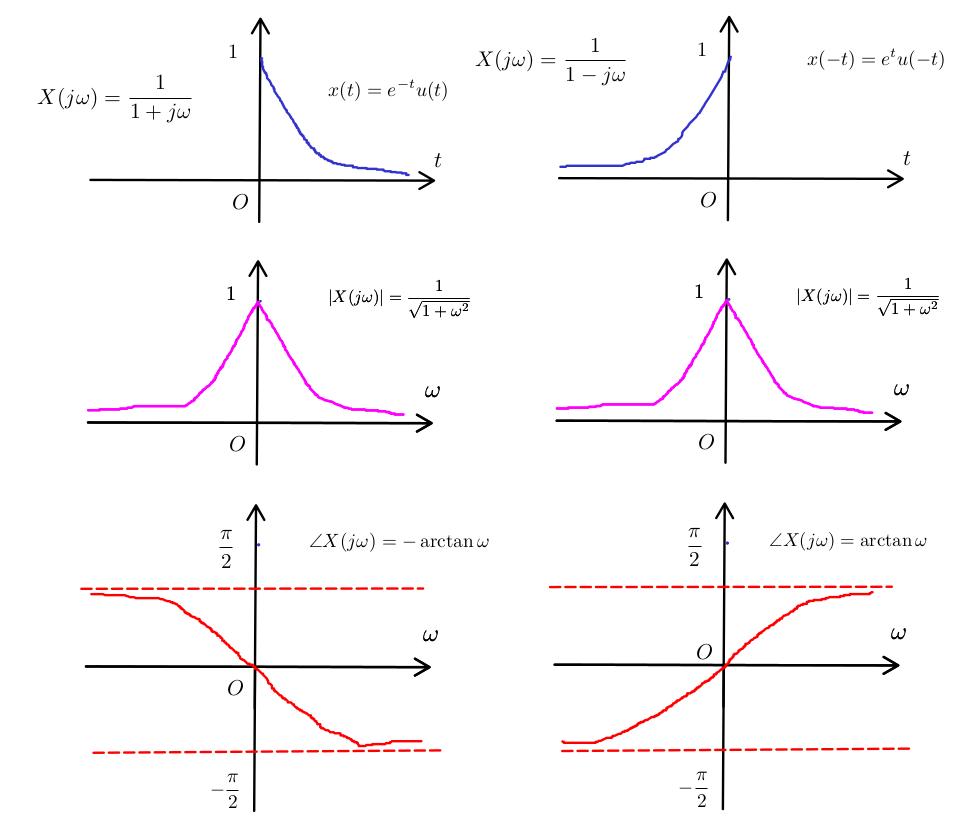 1
X(jω) = 1/(1 + jω)
x(t) = e^{-t}u(t)
t
O
X(jω) = 1/(1 − jω)
1
x(−t) = e^{t}u(−t)
t
O
1
|X(jω)| = 1/√(1 + ω²)
ω
O
1
|X(jω)| = 1/√(1 + ω²)
ω
O
π/2
∠X(jω) = − arctan ω
ω
O
−π/2
π/2
∠X(jω) = arctan ω
ω
O
−π/2